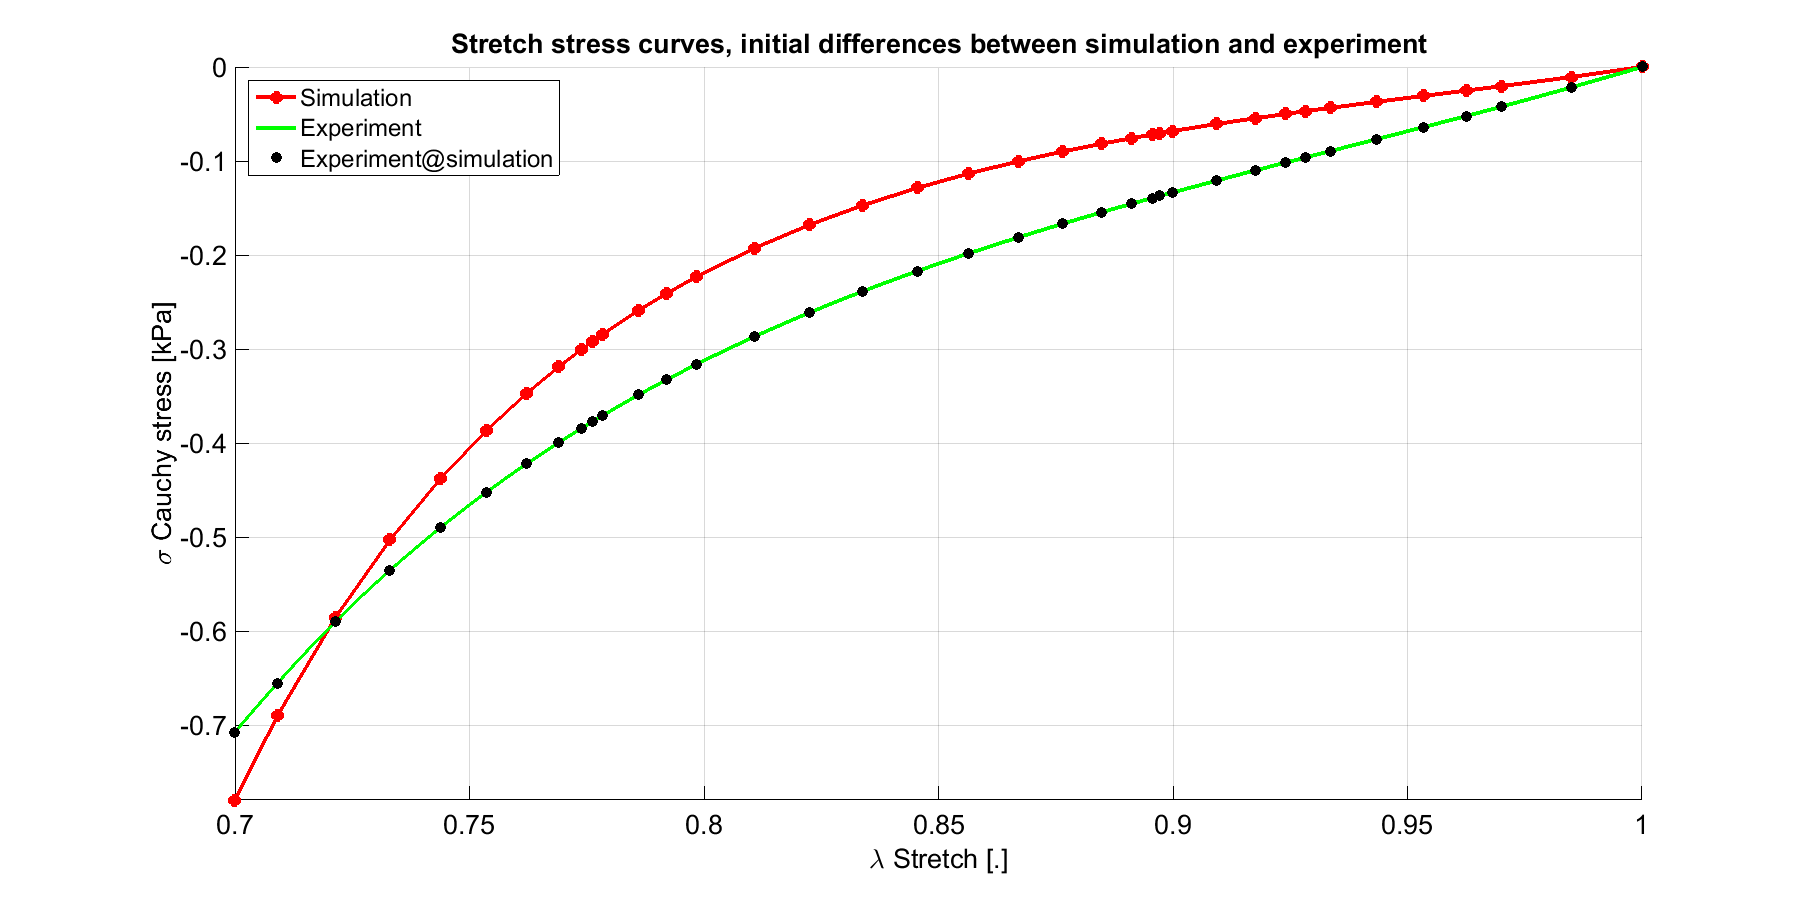 Stretch stress curves, initial differences between simulation and experiment
Simulation
Experiment
Experiment@simulation
0
-0.1
-0.2
-0.3
-0.4
-0.5
-0.6
-0.7
σ Cauchy stress [kPa]
0.7
0.75
0.8
0.85
0.9
0.95
1
λ Stretch [.]